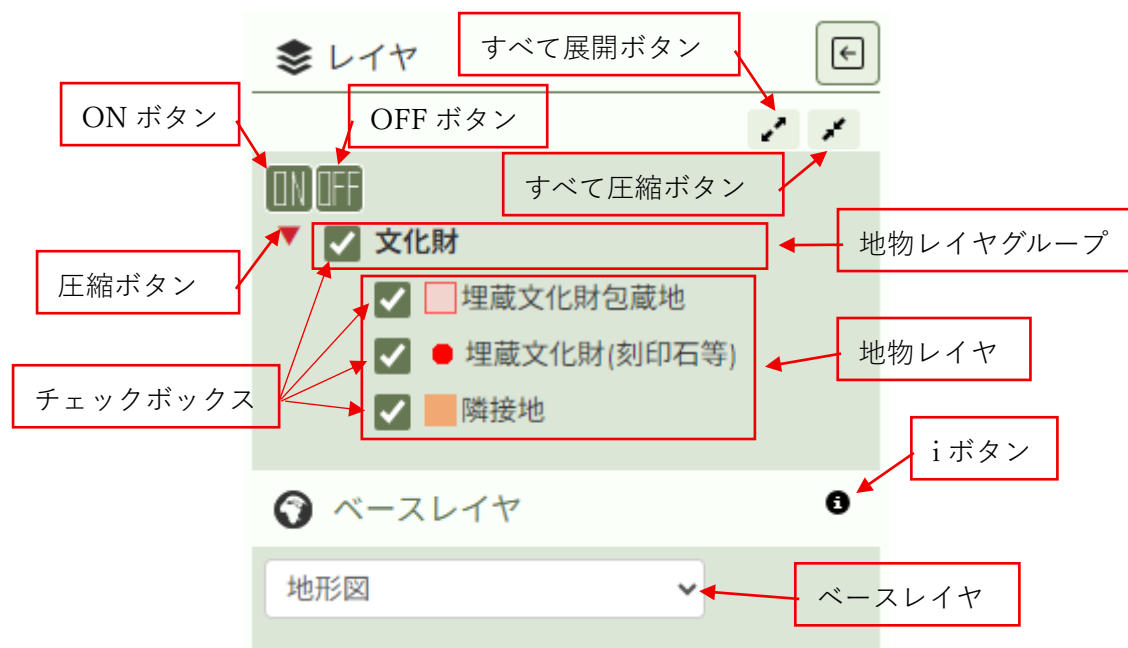 レイヤ
すべて展開ボタン
ON ボタン
OFF ボタン
ON OFF
すべて圧縮ボタン
文化財
地物レイヤグループ
圧縮ボタン
埋蔵文化財包蔵地
埋蔵文化財(刻印石等)
地物レイヤ
チェックボックス
隣接地
i ボタン
ベースレイヤ
地形図
ベースレイヤ